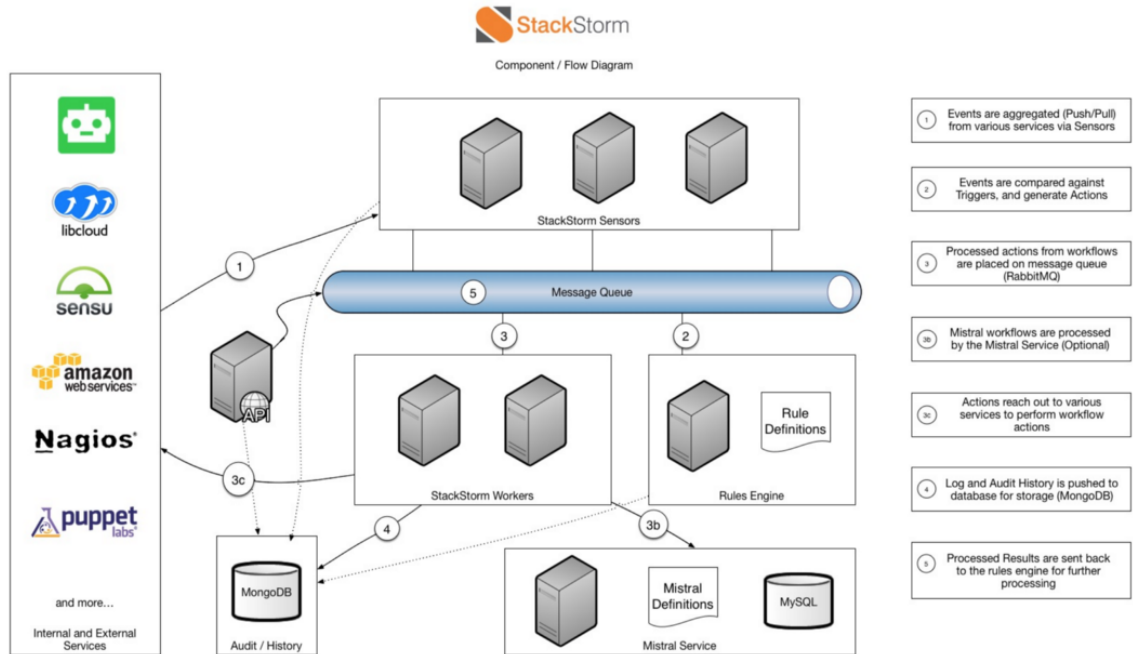 StackStorm
Component / Flow Diagram
libcloud
sensu
amazon
webservices™
Nagios®
puppet
labs®
and more...
Internal and External
Services
1
API
StackStorm Sensors
5
Message Queue
3
2
StackStorm Workers
Rule
Definitions
Rules Engine
3c
4
3b
MongoDB
Audit / History
Mistral
Definitions
MySQL
Mistral Service
1
Events are aggregated (Push/Pull)
from various services via Sensors
2
Events are compared against
Triggers, and generate Actions
3
Processed actions from workflows
are placed on message queue
(RabbitMQ)
3b
Mistral workflows are processed
by the Mistral Service (Optional)
3c
Actions reach out to various
services to perform workflow
actions
4
Log and Audit History is pushed to
database for storage (MongoDB)
5
Processed Results are sent back
to the rules engine for further
processing